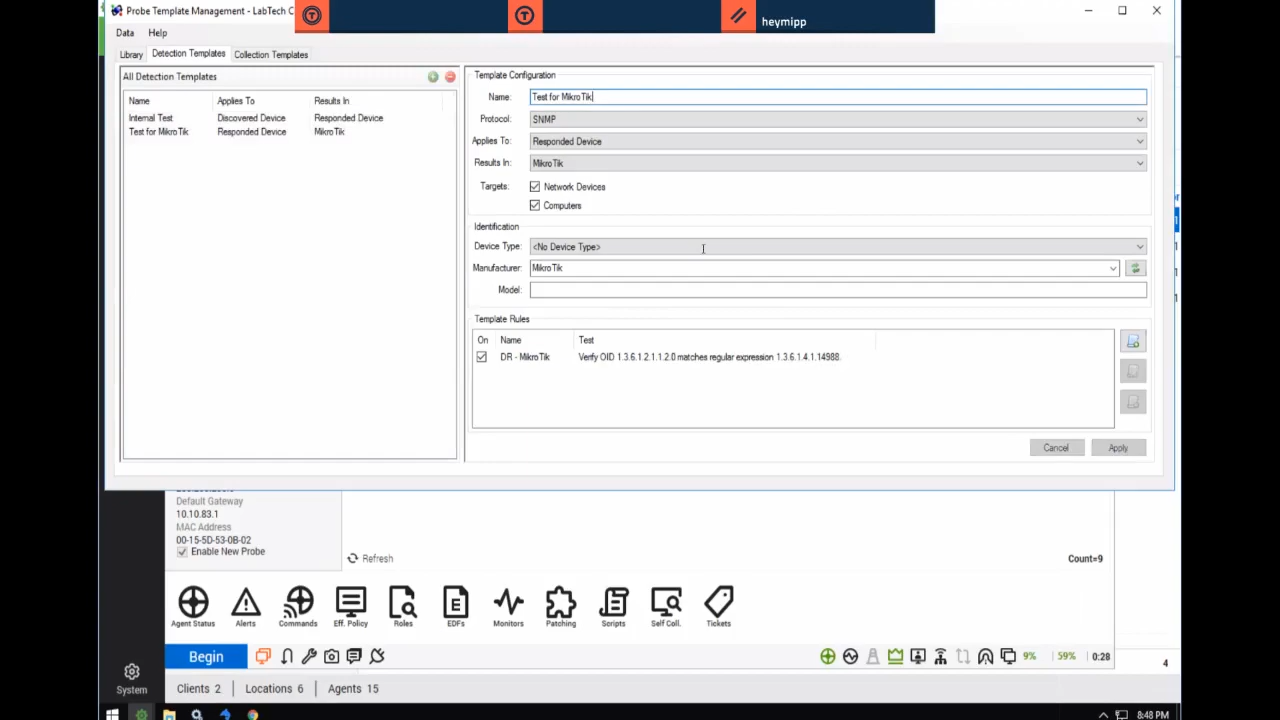 Probe Template Management - LabTech C
heymipp
Data Help
Library Detection Templates Collection Templates
All Detection Templates
Name Applies To Results In
Internal Test Discovered Device Responded Device
Test for MikroTik Responded Device MikroTik
Template Configuration
Name: Test for MikroTik
Protocol: SNMP
Applies To: Responded Device
Results In: MikroTik
Targets: Network Devices
Computers
Identification
Device Type: <No Device Type>
Manufacturer: MikroTik
Model:
Template Rules
On Name Test
DR - MikroTik Verify OID 1.3.6.1.2.1.1.2.0 matches regular expression 1.3.6.1.4.1.14988.
Cancel Apply
Default Gateway
10.10.83.1
MAC Address
00-15-5D-53-0B-02
Enable New Probe
Refresh
Count=9
Agent Status Alerts Commands Eff. Policy Roles EDFs Monitors Patching Scripts Self Coll. Tickets
Begin
9% 59% 0:28
4
System
Clients 2 Locations 6 Agents 15
8:48 PM